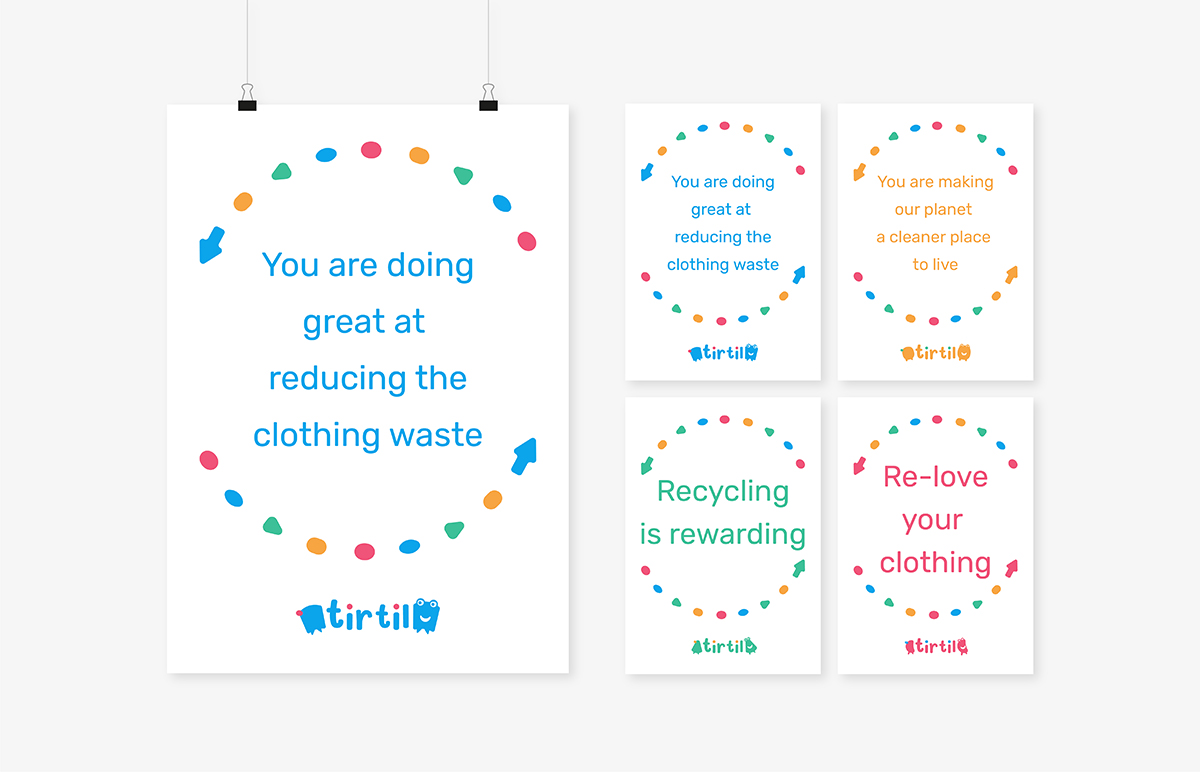 You are doing
great at
reducing the
clothing waste
tirtil
You are doing
great at
reducing the
clothing waste
tirtil
You are making
our planet
a cleaner place
to live
tirtil
Recycling
is rewarding
tirtil
Re-love
your
clothing
tirtil